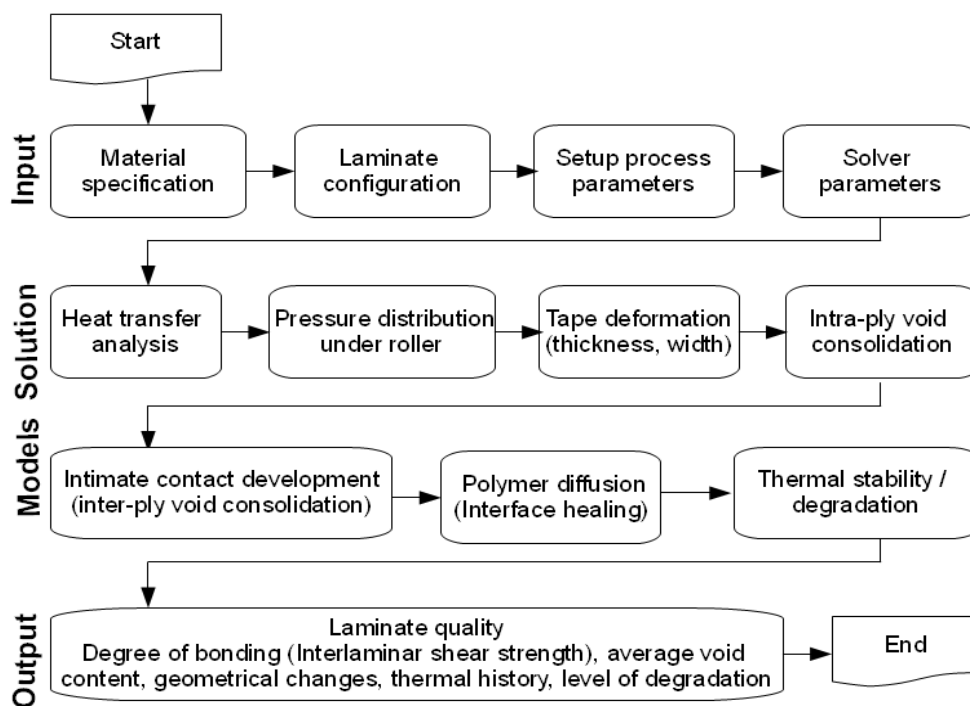 Start
Input
Material
specification
Laminate
configuration
Setup process
parameters
Solver
parameters
Models Solution
Heat transfer
analysis
Pressure distribution
under roller
Tape deformation
(thickness, width)
Intra-ply void
consolidation
Intimate contact development
(inter-ply void consolidation)
Polymer diffusion
(Interface healing)
Thermal stability /
degradation
Output
Laminate quality
Degree of bonding (Interlaminar shear strength), average void
content, geometrical changes, thermal history, level of degradation
End